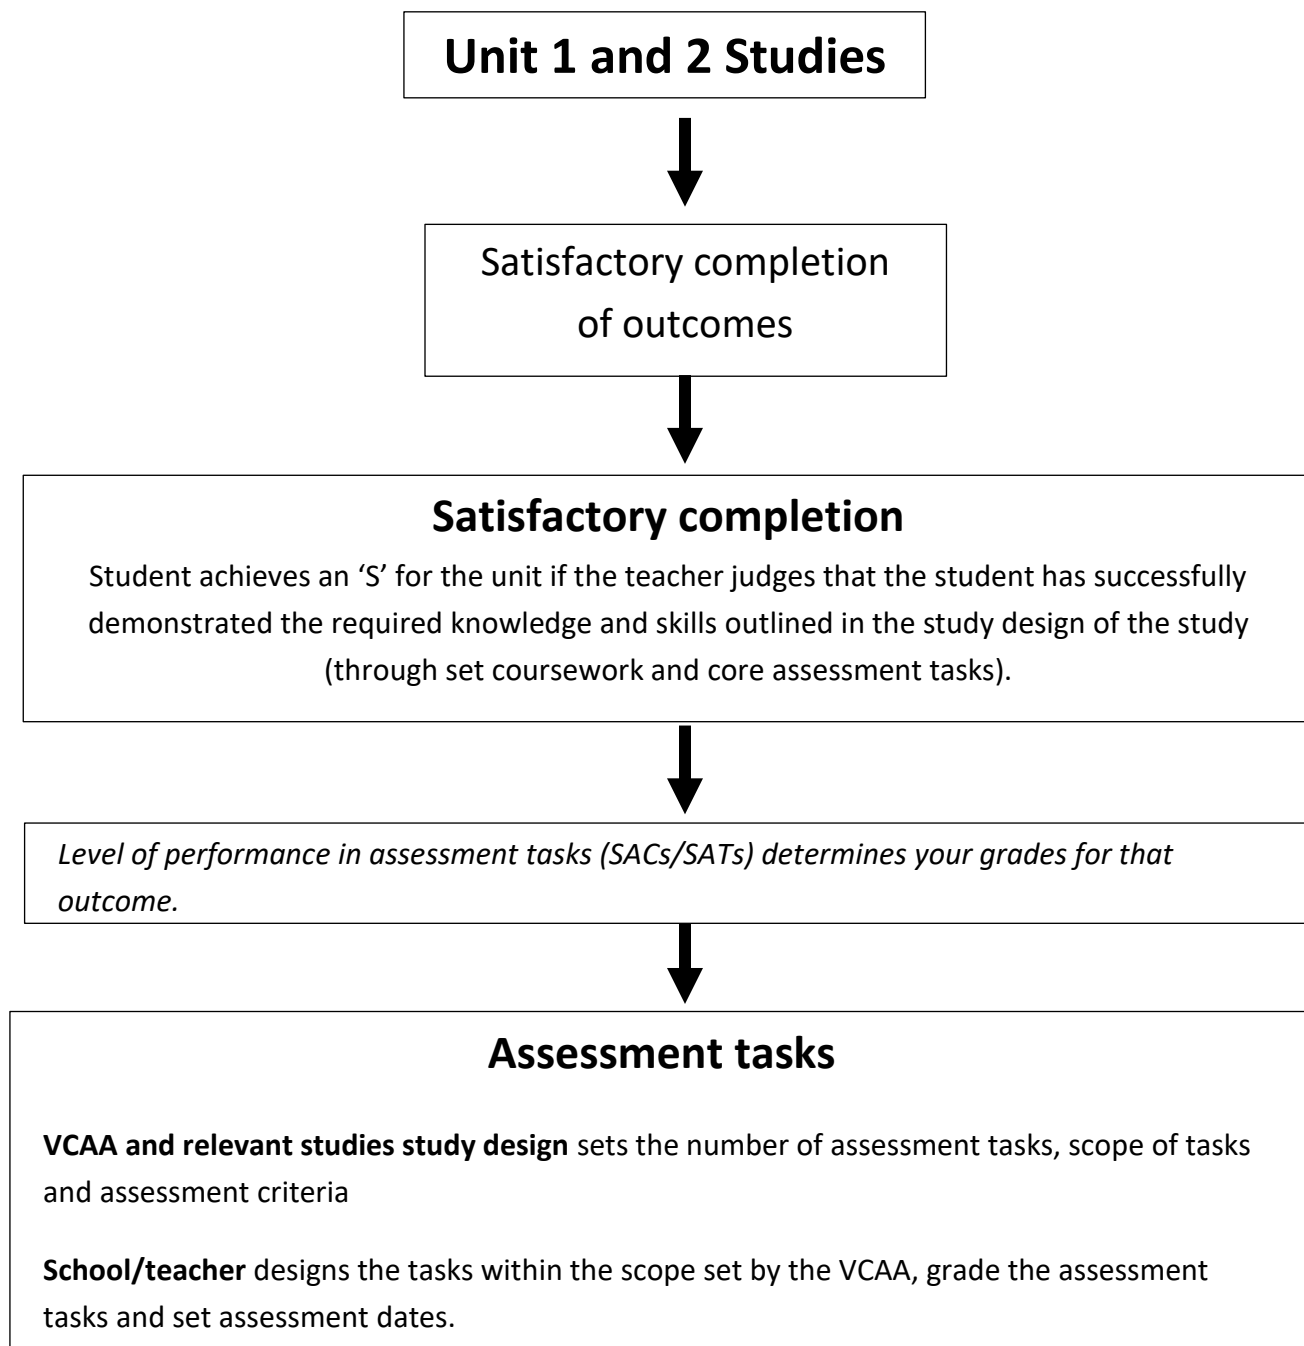 Unit 1 and 2 Studies
Satisfactory completion
of outcomes
Satisfactory completion
Student achieves an ‘S’ for the unit if the teacher judges that the student has successfully
demonstrated the required knowledge and skills outlined in the study design of the study
(through set coursework and core assessment tasks).
Level of performance in assessment tasks (SACs/SATs) determines your grades for that
outcome.
Assessment tasks
VCAA and relevant studies study design sets the number of assessment tasks, scope of tasks
and assessment criteria
School/teacher designs the tasks within the scope set by the VCAA, grade the assessment
tasks and set assessment dates.